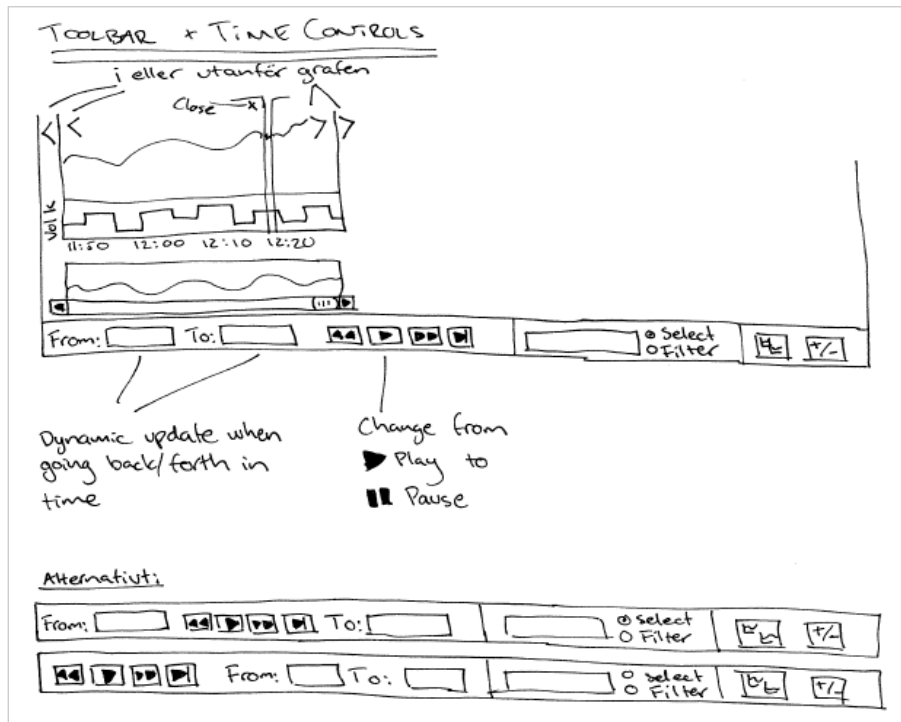 TOOLBAR + TIME CONTROLS
i eller utanför grafen
Close x
Vol k
11:50 12:00 12:10 12:20
From: To: Select
Filter +/-
Dynamic update when
going back/forth in
time
Change from
Play to
Pause
Alternativt:
From: To: Select
Filter +/-
From: To: Select
Filter +/-